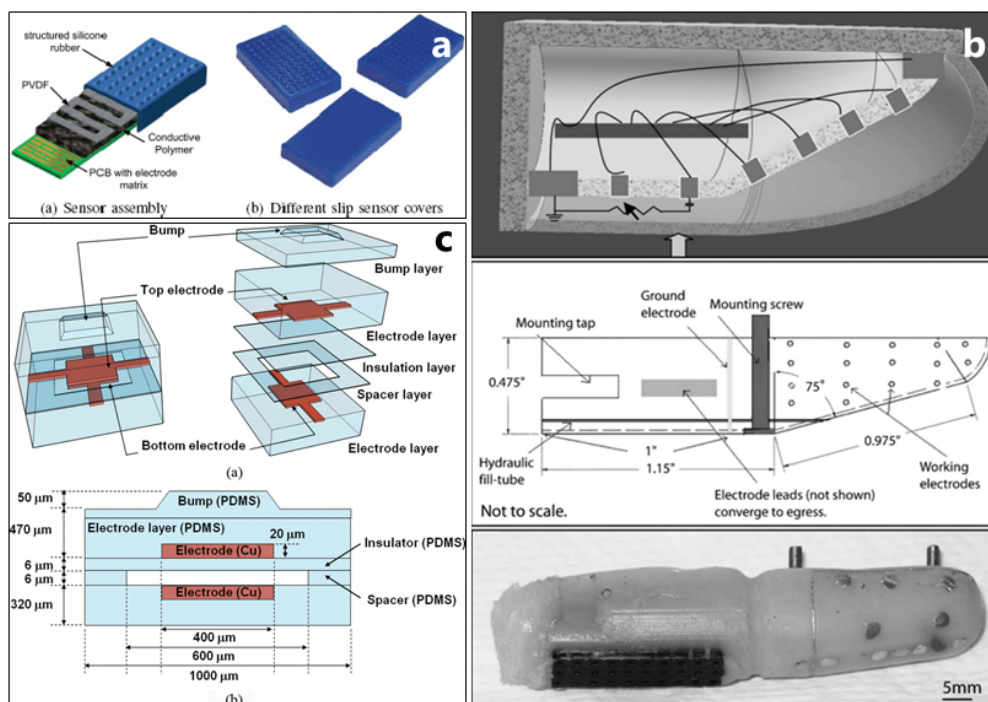 a
structured silicone
rubber
PVDF
Conductive
Polymer
PCB with electrode
matrix
(a) Sensor assembly
(b) Different slip sensor covers
b
c
Bump
Bump layer
Top electrode
Electrode layer
Insulation layer
Spacer layer
Bottom electrode
Electrode layer
(a)
50 μm
Bump (PDMS)
470 μm
Electrode layer (PDMS)
20 μm
Electrode (Cu)
Insulator (PDMS)
6 μm
6 μm
320 μm
Electrode (Cu)
Spacer (PDMS)
400 μm
600 μm
1000 μm
(b)
Ground
electrode
Mounting screw
Mounting tap
0.475"
75°
1"
1.15"
0.975"
Hydraulic
fill-tube
Working
electrodes
Electrode leads (not shown)
converge to egress.
Not to scale.
5mm